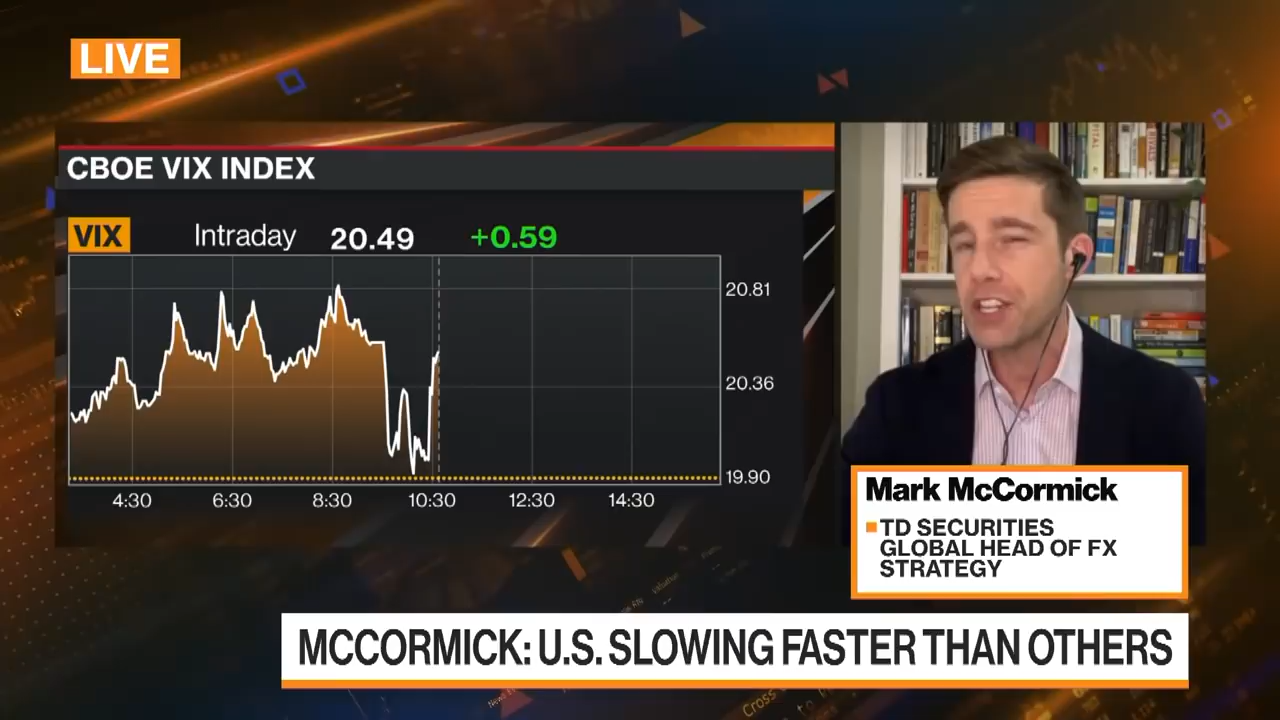 LIVE
CBOE VIX INDEX
VIX Intraday 20.49 +0.59
20.81
20.36
19.90
4:30 6:30 8:30 10:30 12:30 14:30
Mark McCormick
TD SECURITIES
GLOBAL HEAD OF FX
STRATEGY
MCCORMICK: U.S. SLOWING FASTER THAN OTHERS